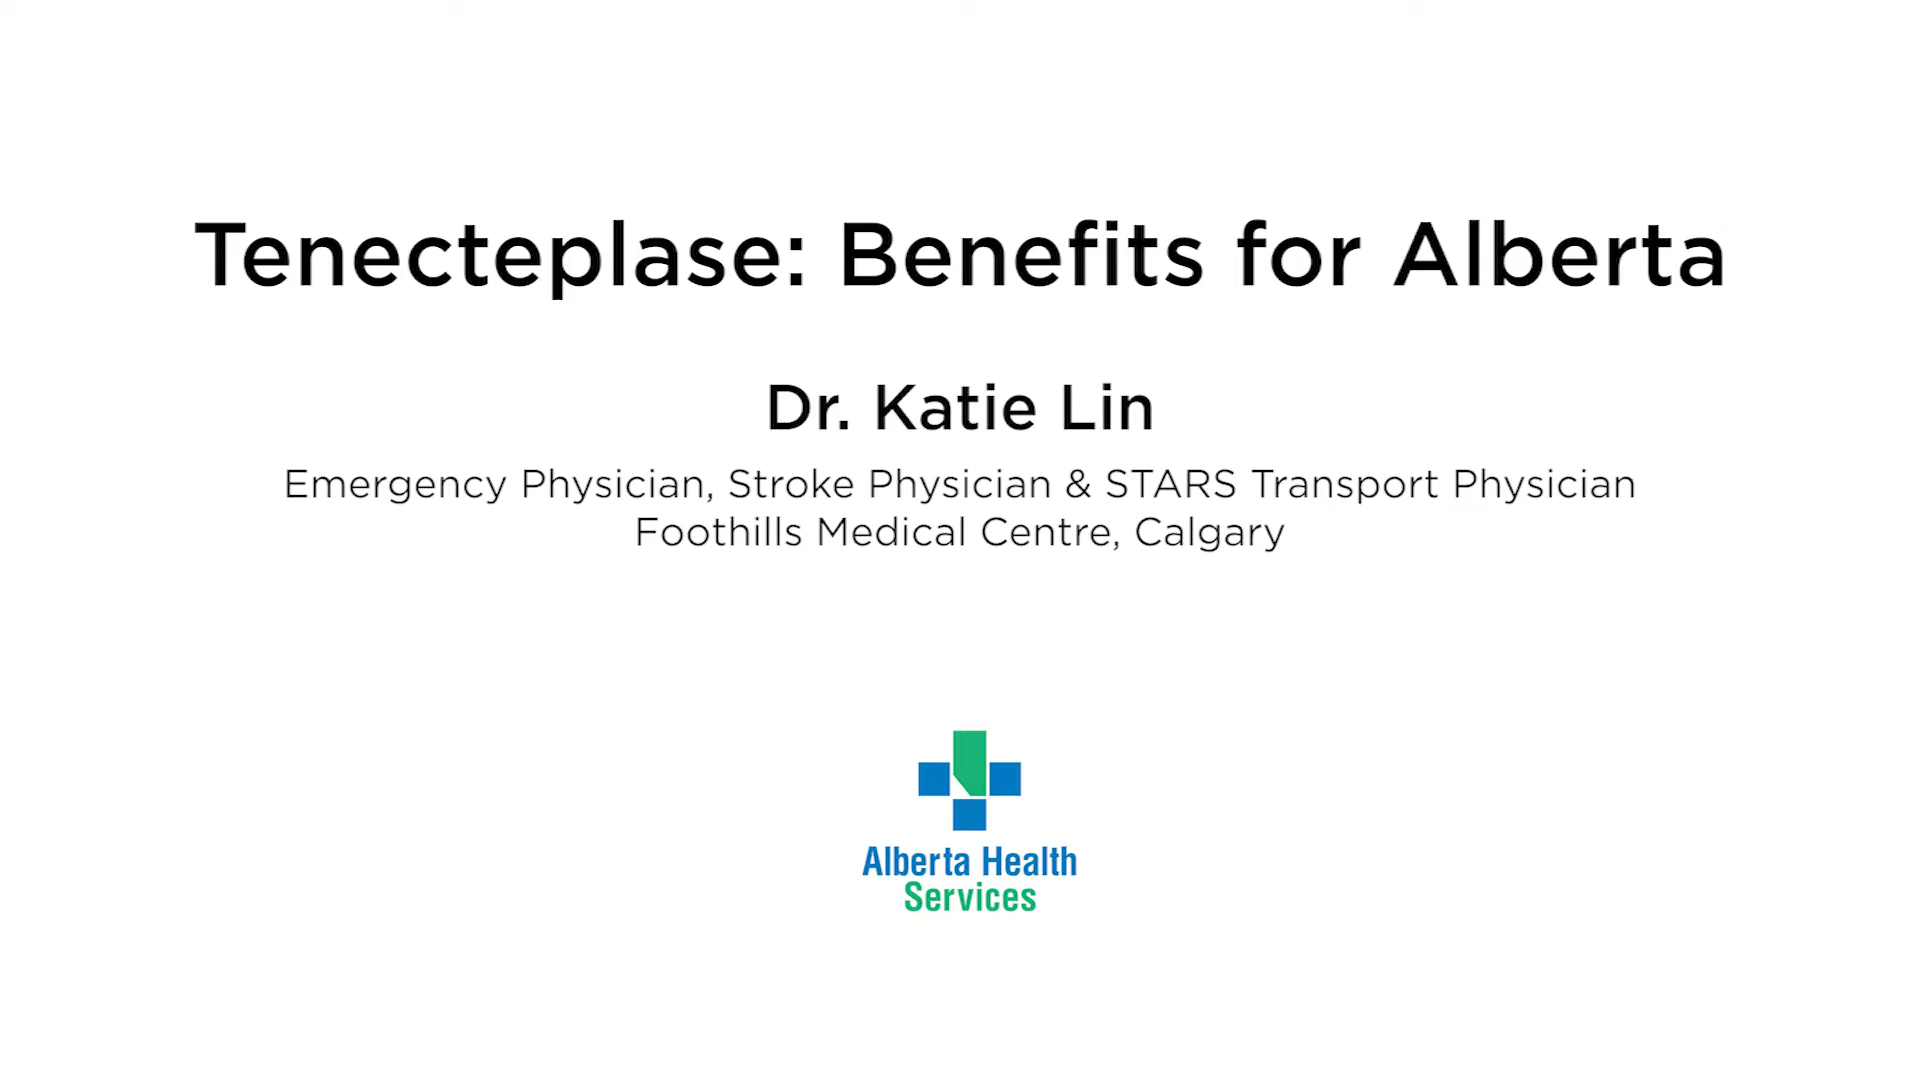 Tenecteplase: Benefits for Alberta
Dr. Katie Lin
Emergency Physician, Stroke Physician & STARS Transport Physician
Foothills Medical Centre, Calgary
Alberta Health
Services